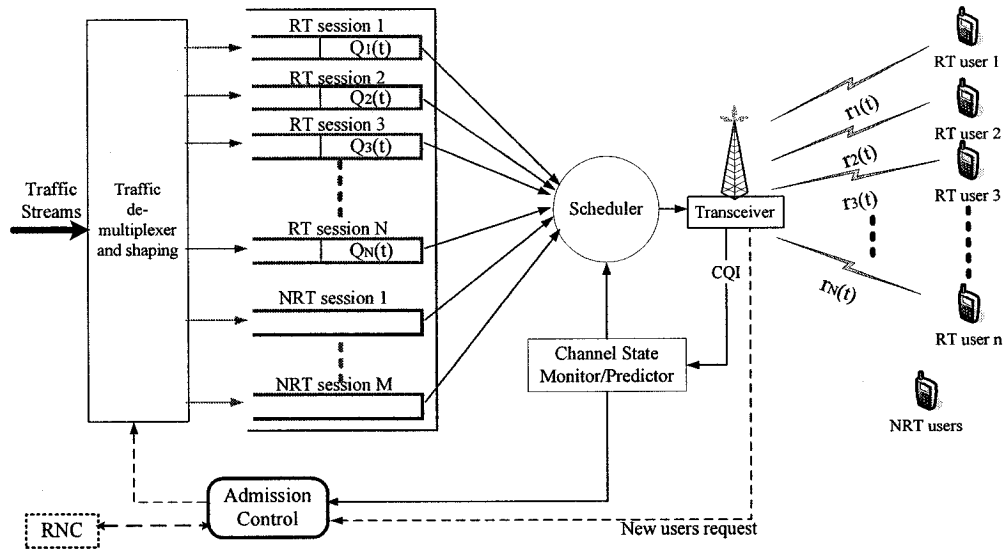 RT session 1
Q1(t)
RT session 2
Q2(t)
RT session 3
Q3(t)
RT session N
QN(t)
NRT session 1
NRT session M
Traffic
Streams
Traffic
de-
multiplexer
and shaping
Scheduler
Transceiver
CQI
Channel State
Monitor/Predictor
r1(t)
r2(t)
r3(t)
rN(t)
RT user 1
RT user 2
RT user 3
RT user n
NRT users
Admission
Control
RNC
New users request